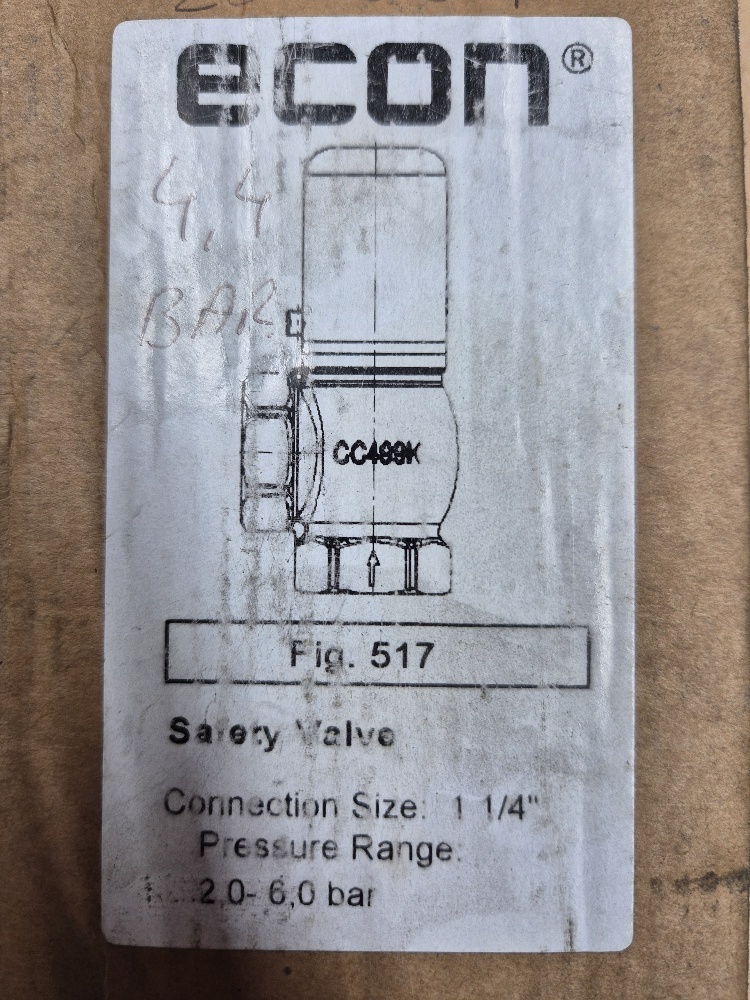 econ®
4,4
BAR
CC499K
Fig. 517
Safety Valve
Connection Size: 1 1/4"
Pressure Range:
2,0- 6,0 bar